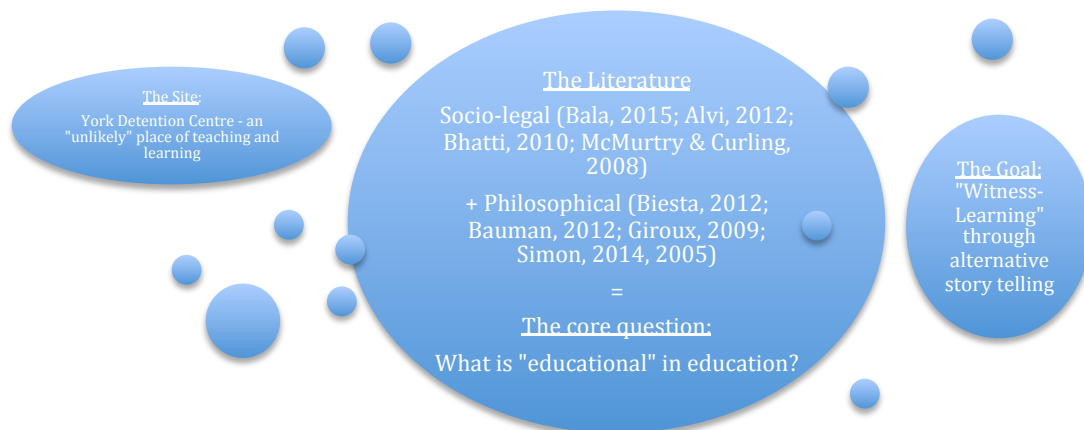 The Site:
York Detention Centre - an
"unlikely" place of teaching and
learning
The Literature
Socio-legal (Bala, 2015; Alvi, 2012;
Bhatti, 2010; McMurtry & Curling,
2008)
+ Philosophical (Biesta, 2012;
Bauman, 2012; Giroux, 2009;
Simon, 2014, 2005)
=
The core question:
What is "educational" in education?
The Goal:
"Witness-
Learning"
through
alternative
story telling